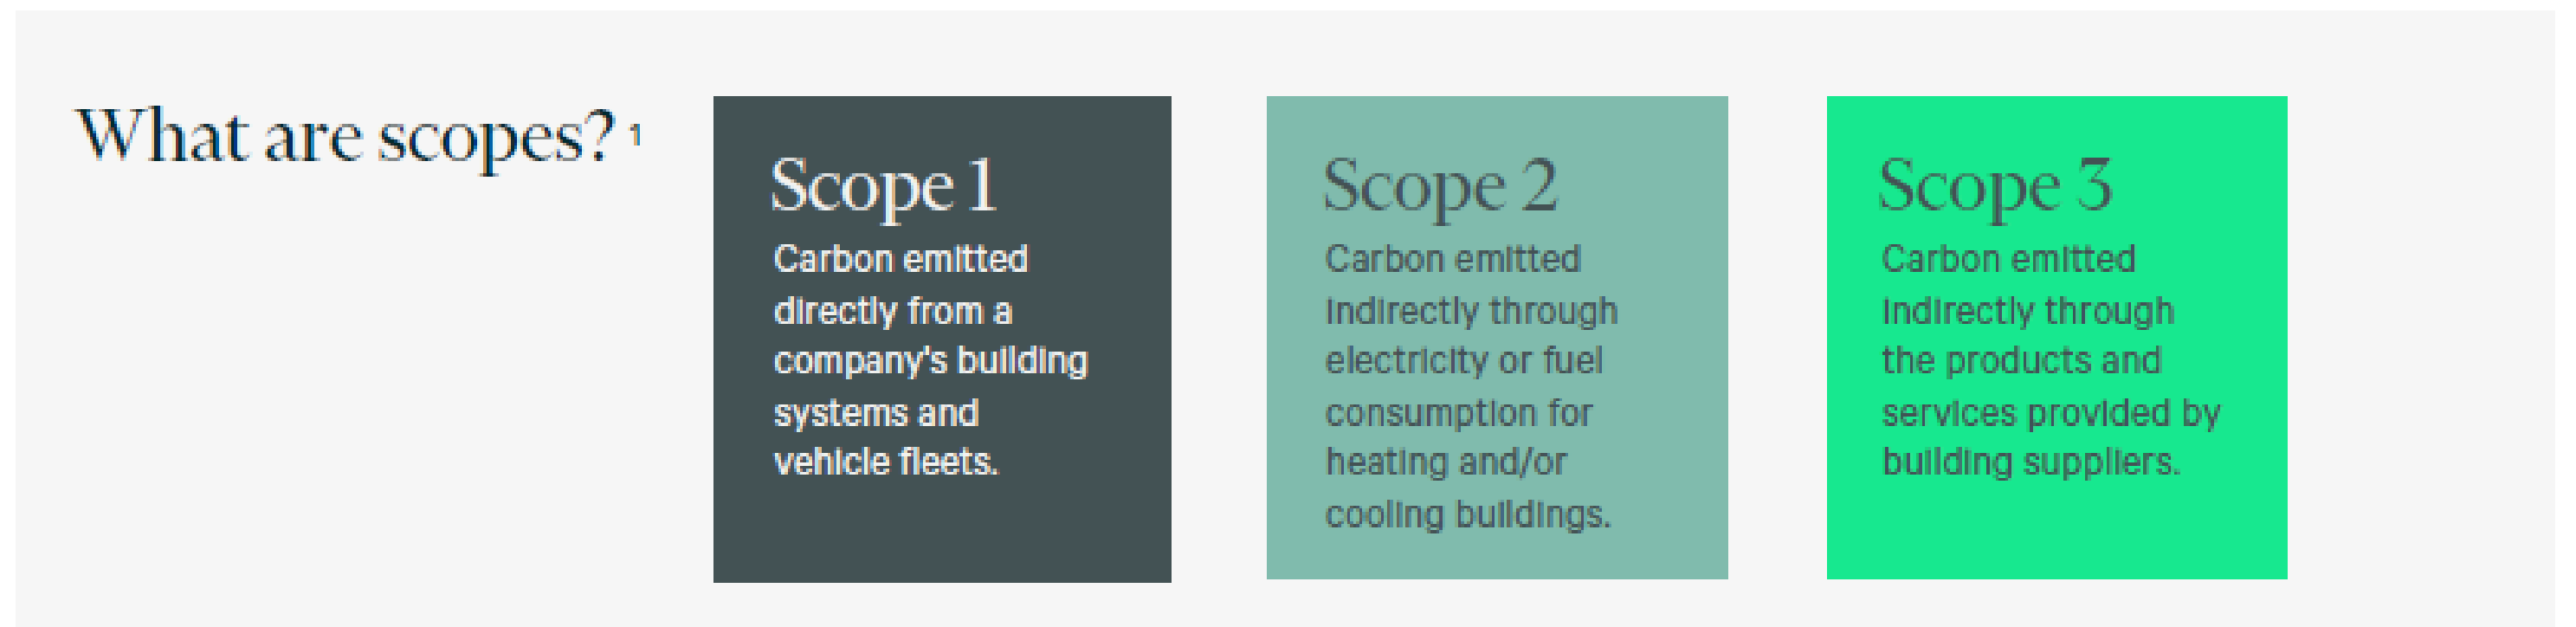 What are scopes? 1
Scope 1
Carbon emitted
directly from a
company's building
systems and
vehicle fleets.
Scope 2
Carbon emitted
indirectly through
electricity or fuel
consumption for
heating and/or
cooling buildings.
Scope 3
Carbon emitted
indirectly through
the products and
services provided by
building suppliers.